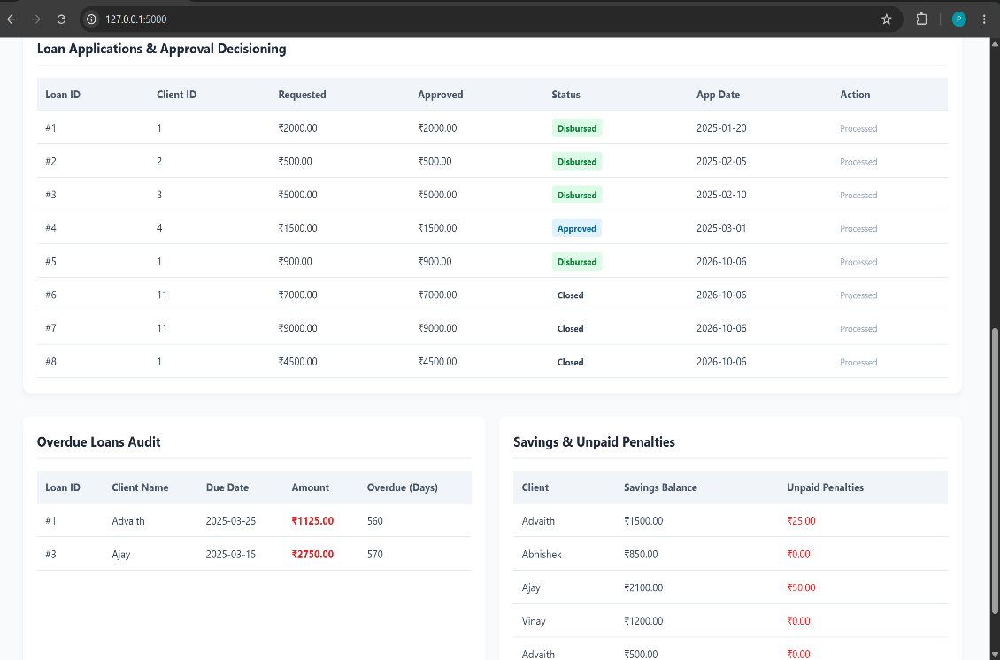 127.0.0.1:5000
P
Loan Applications & Approval Decisioning
Loan ID Client ID Requested Approved Status App Date Action
#1 1 ₹2000.00 ₹2000.00 Disbursed 2025-01-20 Processed
#2 2 ₹500.00 ₹500.00 Disbursed 2025-02-05 Processed
#3 3 ₹5000.00 ₹5000.00 Disbursed 2025-02-10 Processed
#4 4 ₹1500.00 ₹1500.00 Approved 2025-03-01 Processed
#5 1 ₹900.00 ₹900.00 Disbursed 2026-10-06 Processed
#6 11 ₹7000.00 ₹7000.00 Closed 2026-10-06 Processed
#7 11 ₹9000.00 ₹9000.00 Closed 2026-10-06 Processed
#8 1 ₹4500.00 ₹4500.00 Closed 2026-10-06 Processed
Overdue Loans Audit
Loan ID Client Name Due Date Amount Overdue (Days)
#1 Advaith 2025-03-25 ₹1125.00 560
#3 Ajay 2025-03-15 ₹2750.00 570
Savings & Unpaid Penalties
Client Savings Balance Unpaid Penalties
Advaith ₹1500.00 ₹25.00
Abhishek ₹850.00 ₹0.00
Ajay ₹2100.00 ₹50.00
Vinay ₹1200.00 ₹0.00
Advaith ₹500.00 ₹0.00